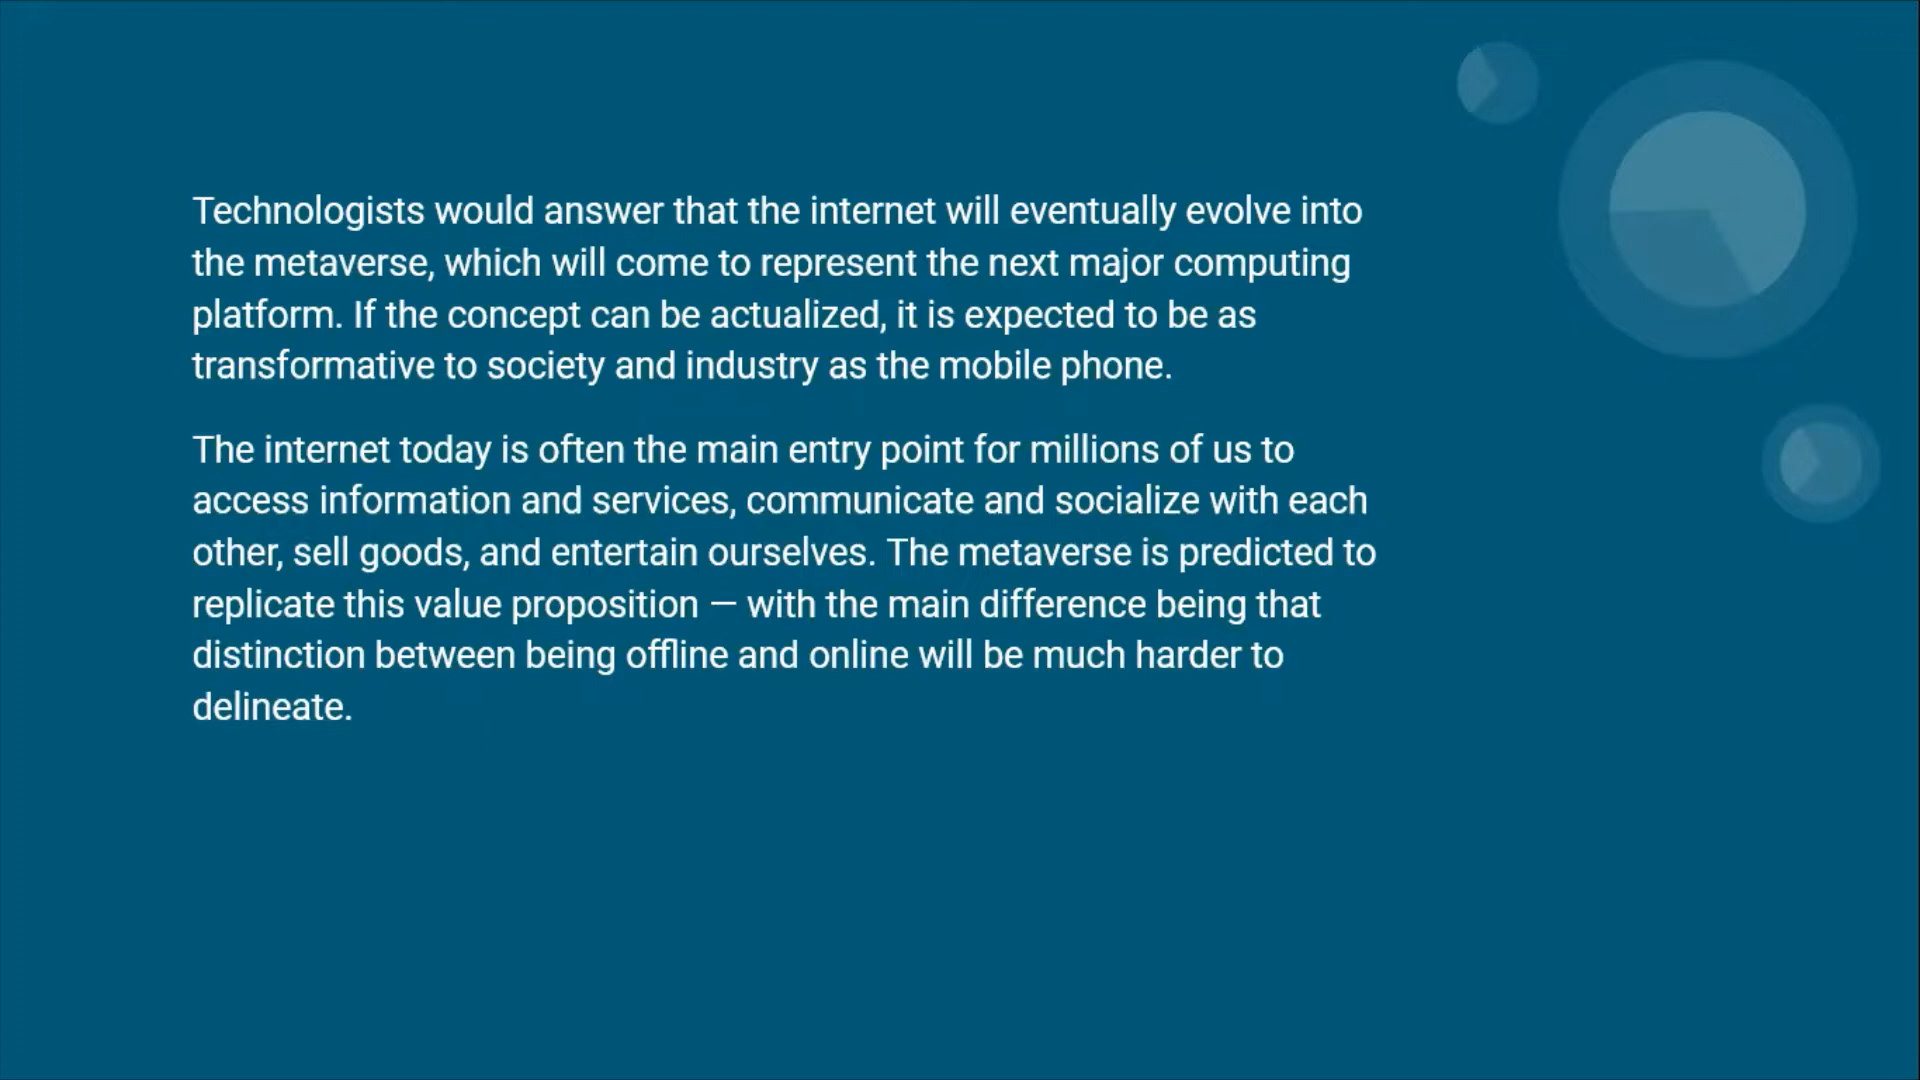 Technologists would answer that the internet will eventually evolve into
the metaverse, which will come to represent the next major computing
platform. If the concept can be actualized, it is expected to be as
transformative to society and industry as the mobile phone.
The internet today is often the main entry point for millions of us to
access information and services, communicate and socialize with each
other, sell goods, and entertain ourselves. The metaverse is predicted to
replicate this value proposition — with the main difference being that
distinction between being offline and online will be much harder to
delineate.